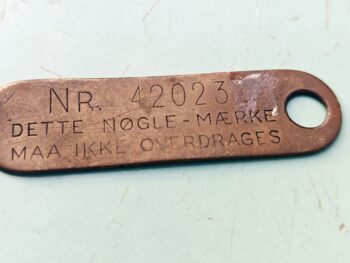 Nr. 42023
DETTE NØGLE-MÆRKE
MAA IKKE OVERDRAGES